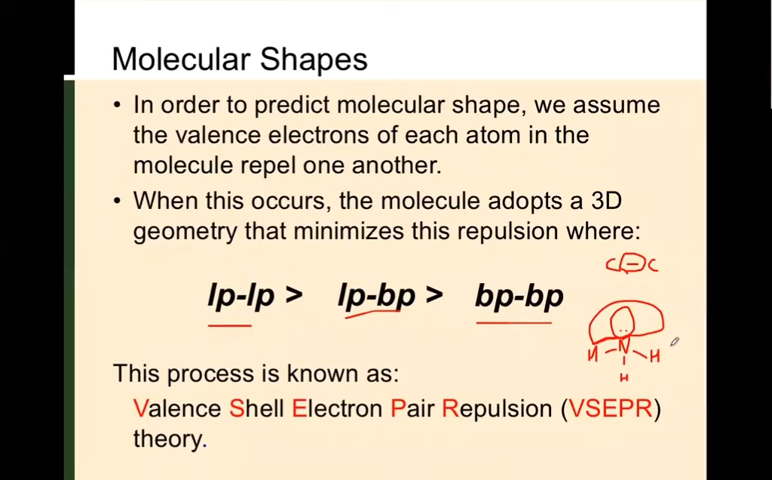 Molecular Shapes
• In order to predict molecular shape, we assume
the valence electrons of each atom in the
molecule repel one another.
• When this occurs, the molecule adopts a 3D
geometry that minimizes this repulsion where:
C=C
lp-lp > lp-bp > bp-bp
H-N-H
H
This process is known as:
Valence Shell Electron Pair Repulsion (VSEPR)
theory.